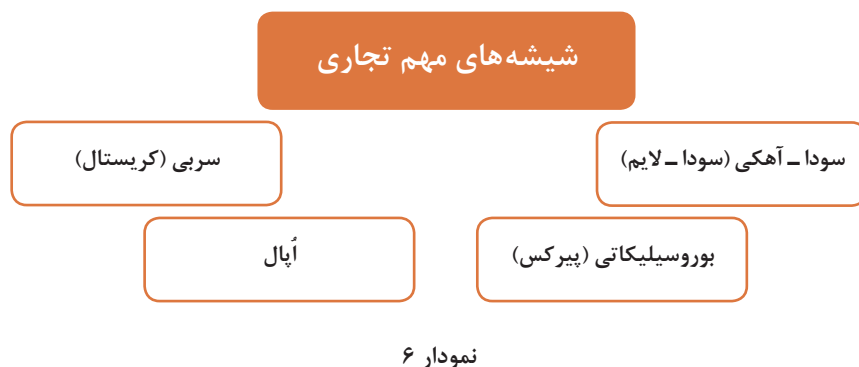 شیشه‌های مهم تجاری
سودا ـ آهکی (سودا ـ لایم)
سربی (کریستال)
بوروسیلیکاتی (پیرکس)
اُپال
نمودار ۶